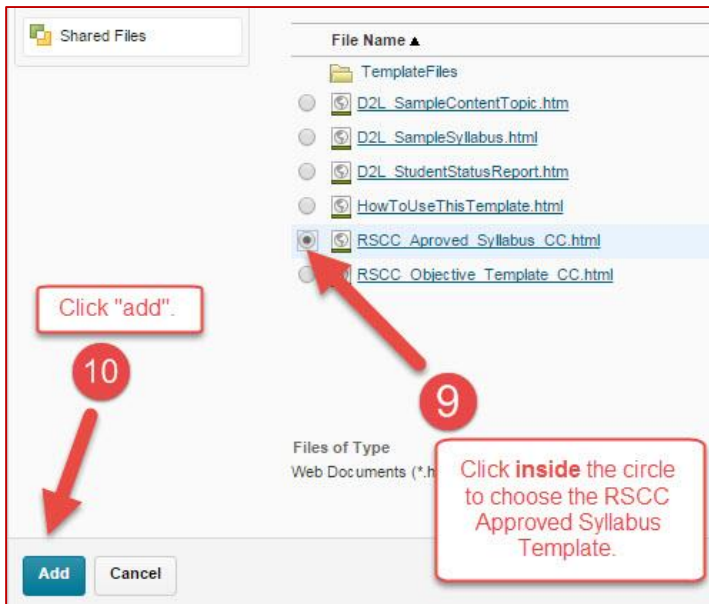 Shared Files
File Name ▲
TemplateFiles
D2L_SampleContentTopic.htm
D2L_SampleSyllabus.html
D2L_StudentStatusReport.htm
HowToUseThisTemplate.html
RSCC_Aproved_Syllabus_CC.html
RSCC_Objective_Template_CC.html
Click "add".
10
9
Files of Type
Web Documents (*.h
Click inside the circle
to choose the RSCC
Approved Syllabus
Template.
Add
Cancel